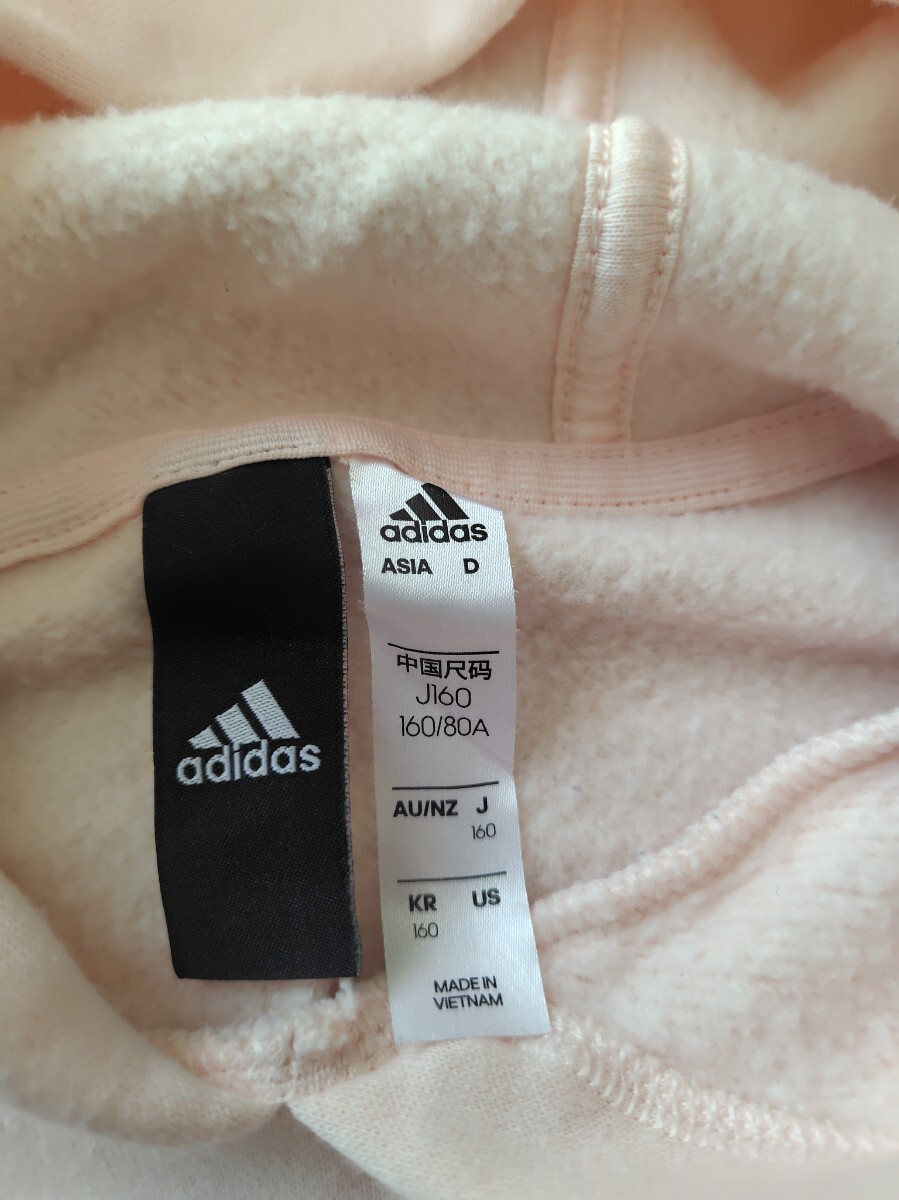 adidas
adidas
ASIA D
中国尺码
J160
160/80A
AU/NZ J
160
KR US
160
MADE IN
VIETNAM